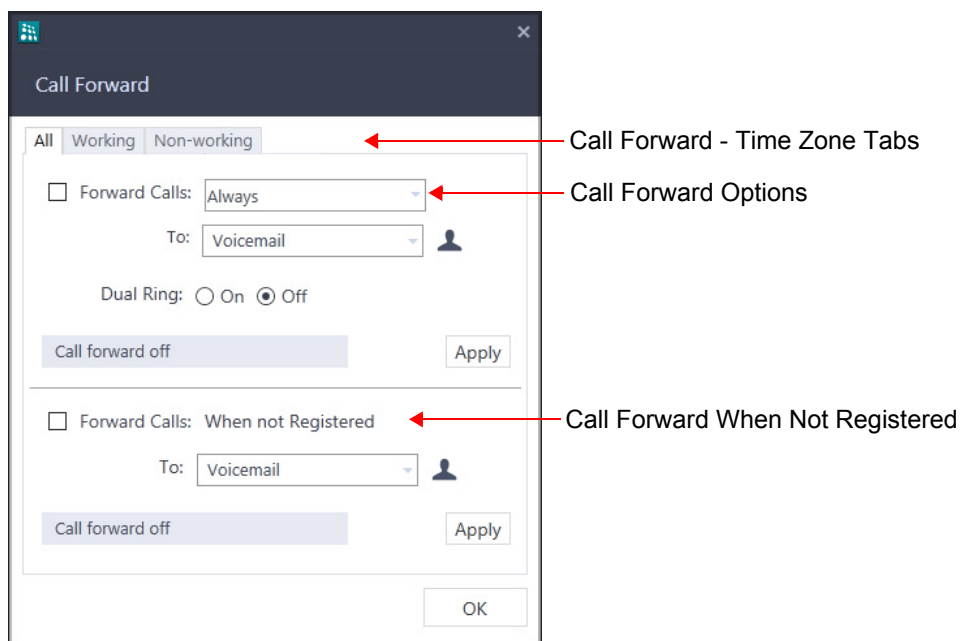 Call Forward
All Working Non-working
Call Forward - Time Zone Tabs
Forward Calls: Always
Call Forward Options
To: Voicemail
Dual Ring: On Off
Call forward off Apply
Forward Calls: When not Registered
Call Forward When Not Registered
To: Voicemail
Call forward off Apply
OK